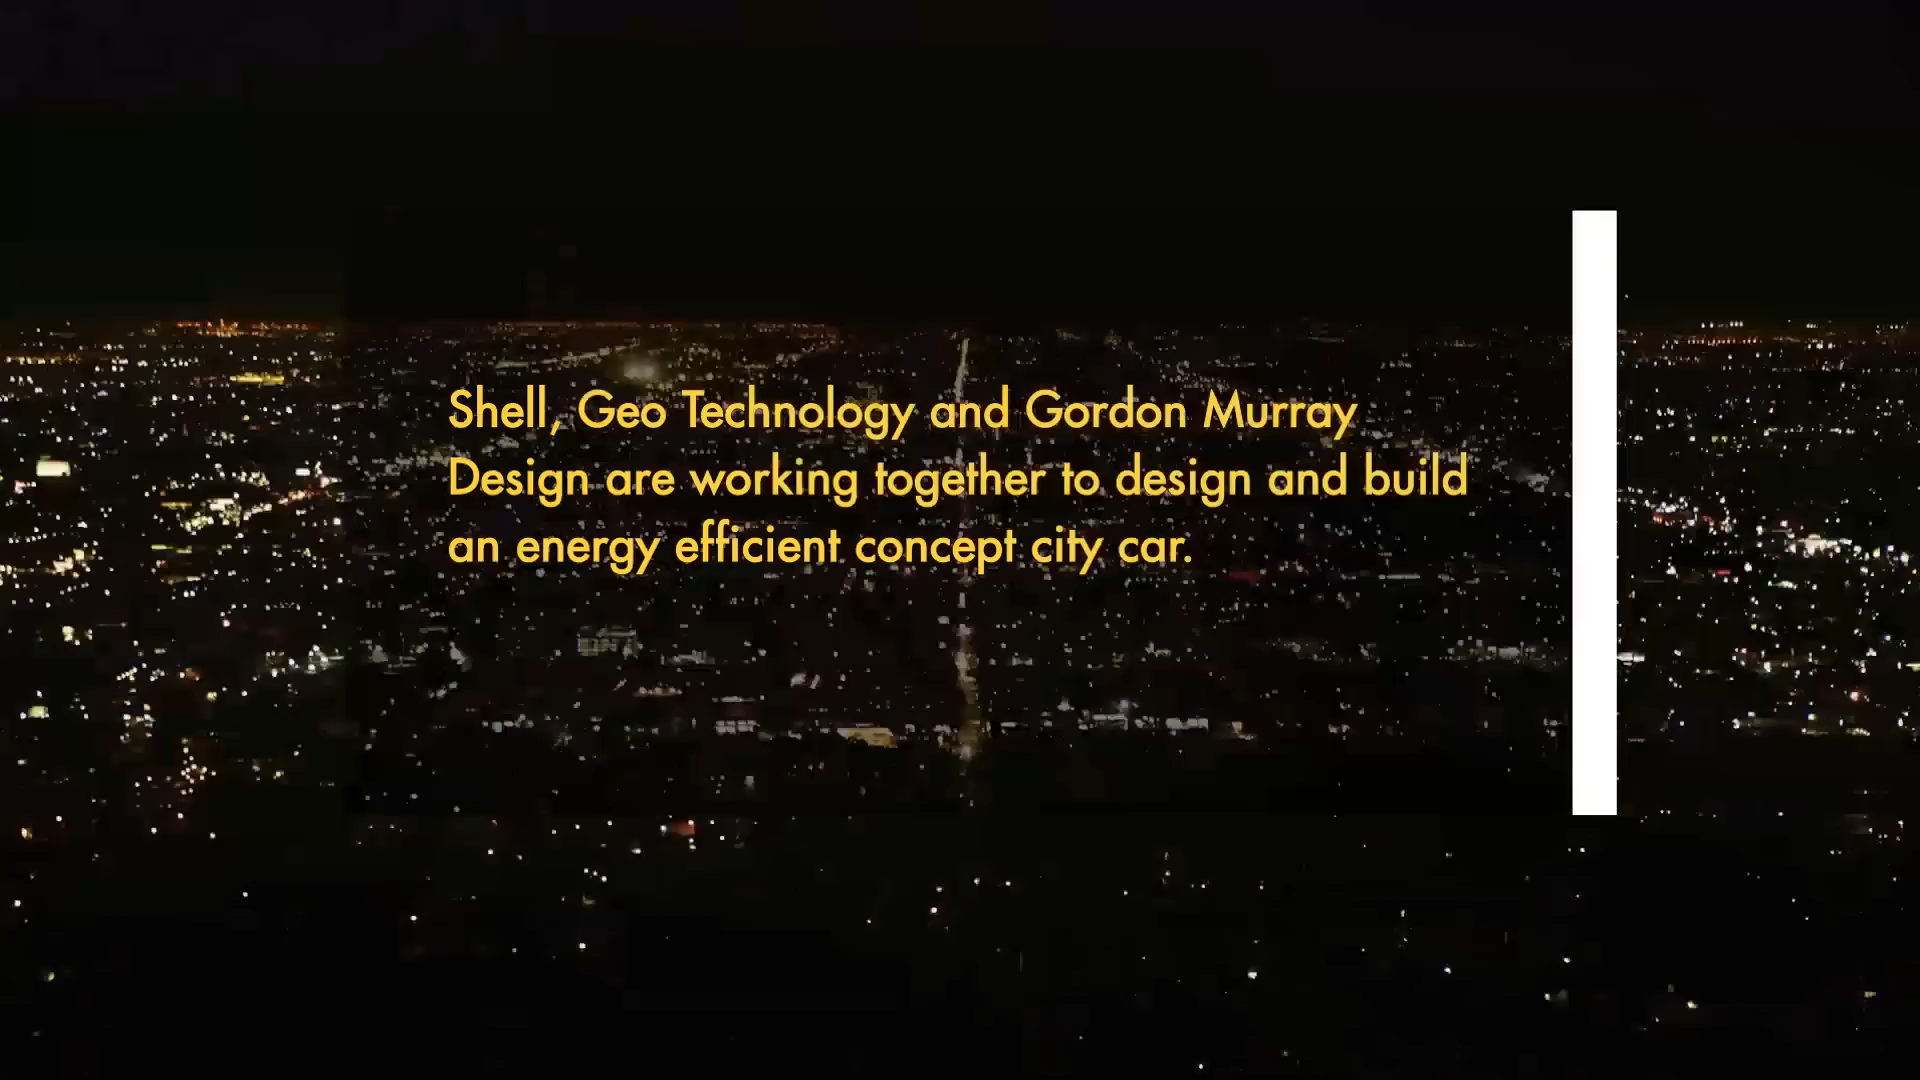 Shell, Geo Technology and Gordon Murray
Design are working together to design and build
an energy efficient concept city car.